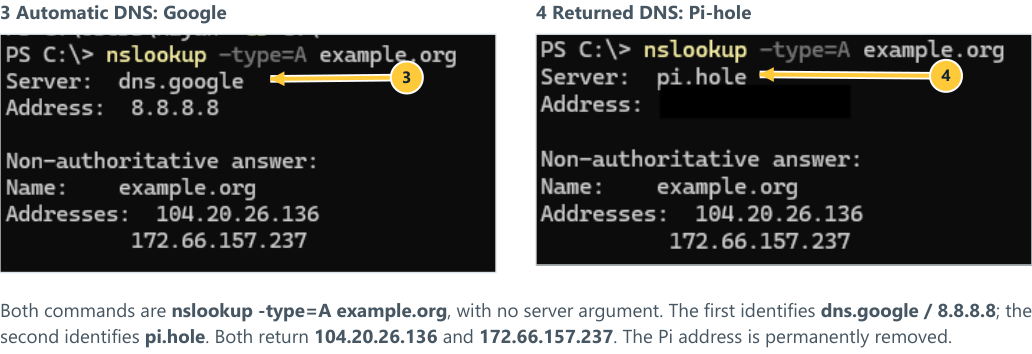 3 Automatic DNS: Google
PS C:\> nslookup -type=A example.org
Server:  dns.google
3
Address:  8.8.8.8
Non-authoritative answer:
Name:    example.org
Addresses:  104.20.26.136
172.66.157.237
4 Returned DNS: Pi-hole
PS C:\> nslookup -type=A example.org
Server:  pi.hole
4
Address:
Non-authoritative answer:
Name:    example.org
Addresses:  104.20.26.136
172.66.157.237
Both commands are nslookup -type=A example.org, with no server argument. The first identifies dns.google / 8.8.8.8; the
second identifies pi.hole. Both return 104.20.26.136 and 172.66.157.237. The Pi address is permanently removed.